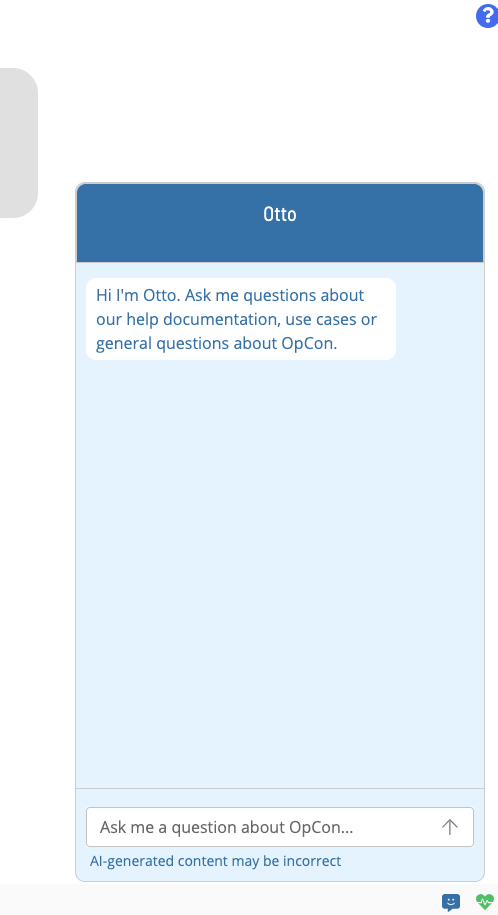 ?
Otto
Hi I'm Otto. Ask me questions about
our help documentation, use cases or
general questions about OpCon.
Ask me a question about OpCon...
AI-generated content may be incorrect